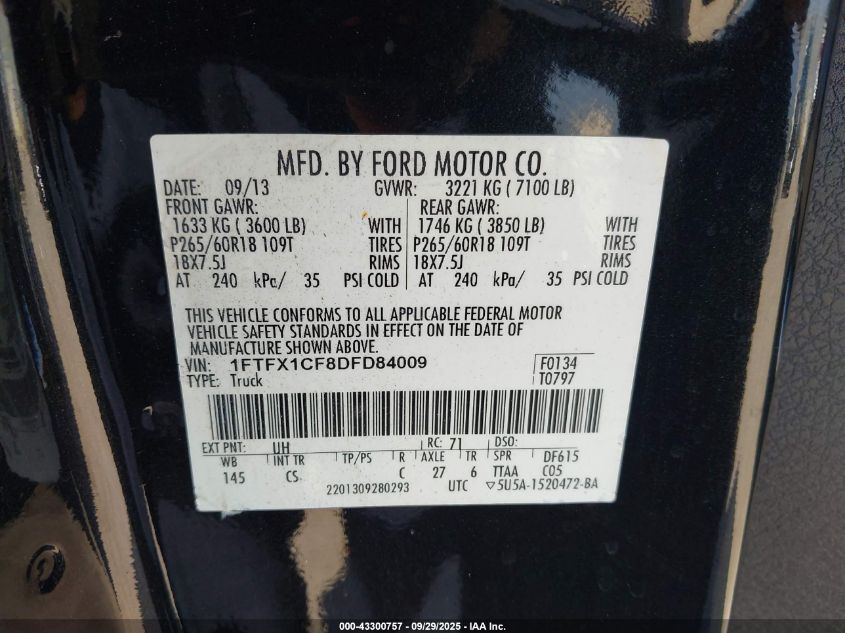 MFD. BY FORD MOTOR CO.
DATE: 09/13 GVWR: 3221 KG ( 7100 LB)
FRONT GAWR: REAR GAWR:
1633 KG ( 3600 LB) WITH 1746 KG ( 3850 LB) WITH
P265/60R18 109T TIRES P265/60R18 109T TIRES
18X7.5J RIMS 18X7.5J RIMS
AT 240 kPa/ 35 PSI COLD AT 240 kPa/ 35 PSI COLD
THIS VEHICLE CONFORMS TO ALL APPLICABLE FEDERAL MOTOR
VEHICLE SAFETY STANDARDS IN EFFECT ON THE DATE OF
MANUFACTURE SHOWN ABOVE.
VIN: 1FTFX1CF8DFD84009 F0134
TYPE: Truck T0797
EXT PNT: UH RC: 71 DSO:
WB INT TR TP/PS R AXLE TR SPR DF615
145 CS C 27 6 TTAA C05
2201309280293 UTC ▽5U5A-1520472-BA
000-43300757 - 09/29/2025 - IAA Inc.